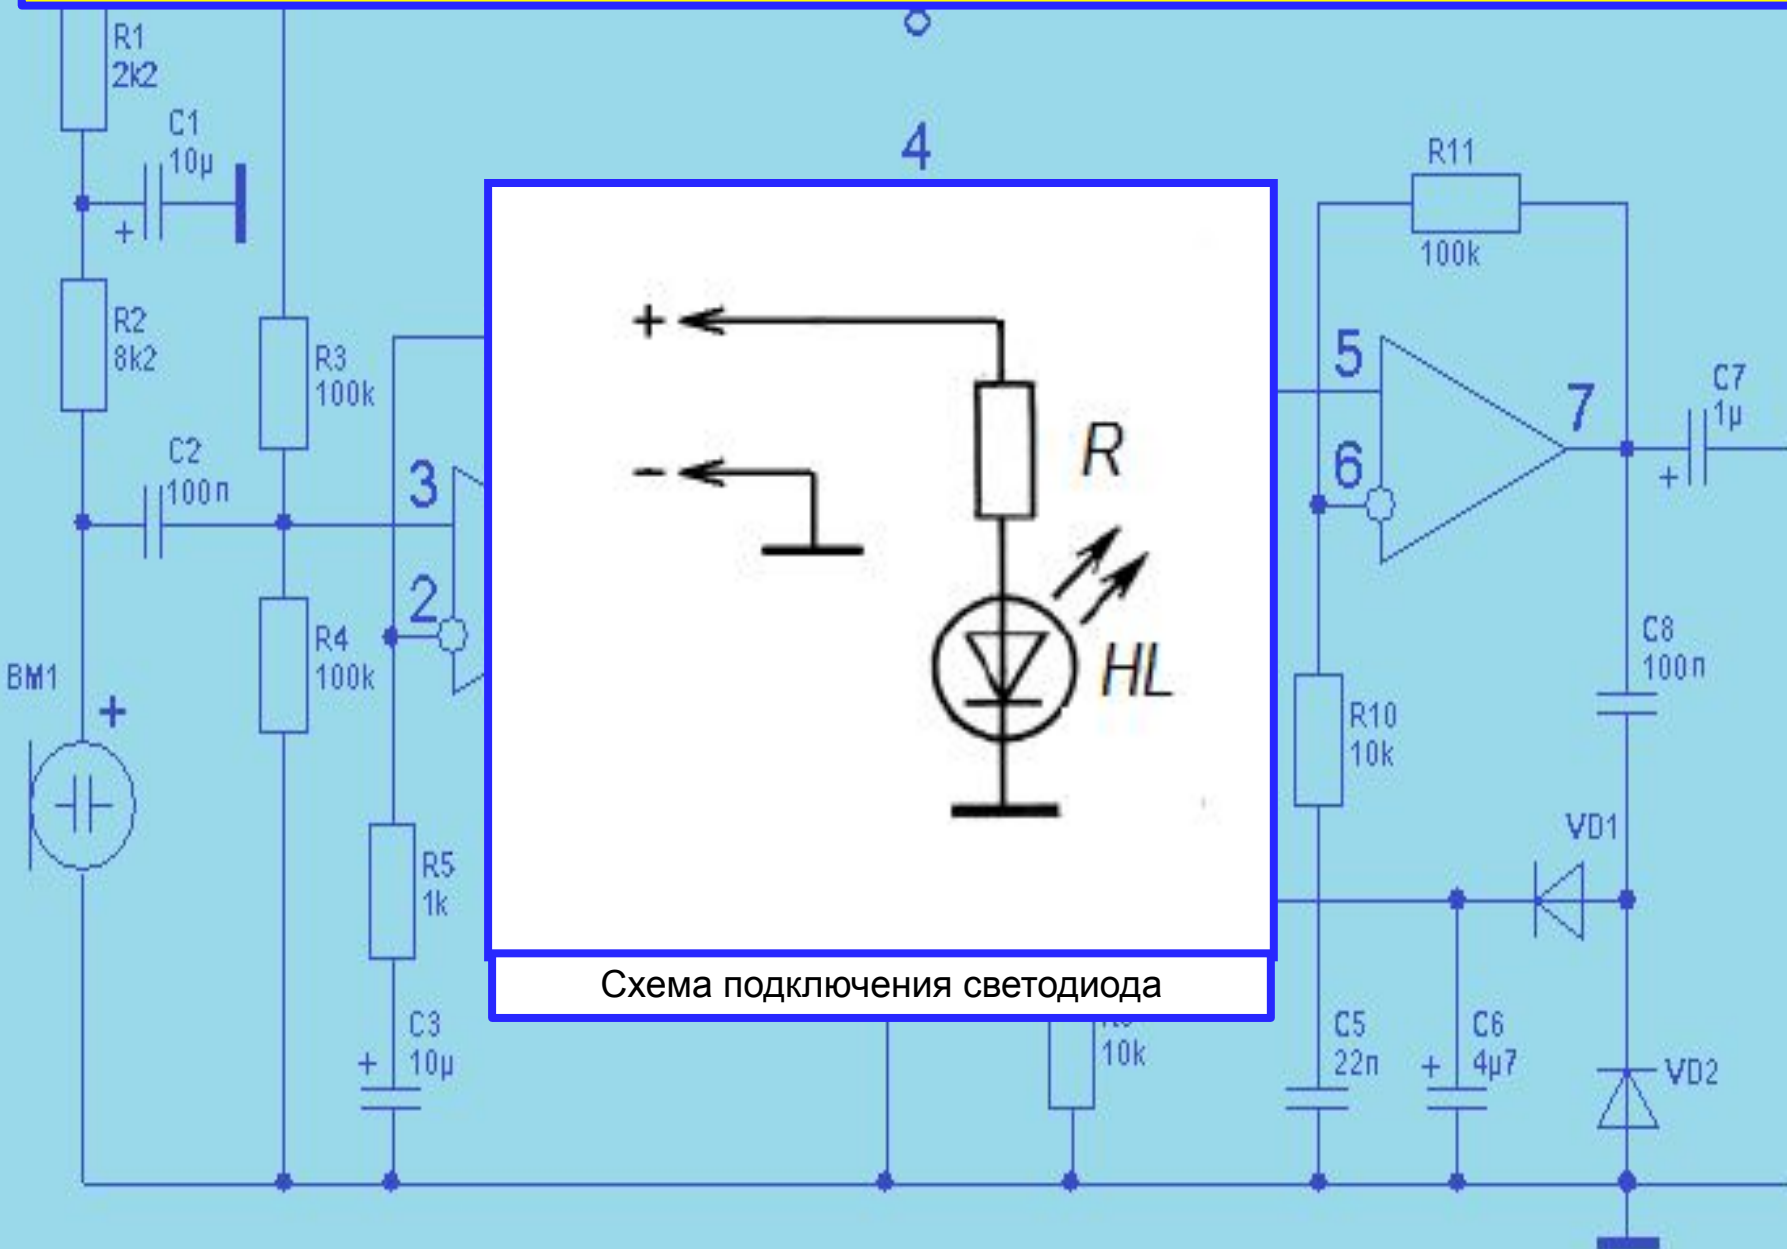 R1
2k2
C1
10µ
+
R2
8k2
R3
100k
C2
100n
3
2
R4
100k
BM1
+
R5
1k
C3
10µ
+
4
+
-
R
HL
Схема подключения светодиода
10k
R11
100k
5
6
7
C7
1µ
+
C8
100n
R10
10k
VD1
C5
22n
C6
4µ7
+
VD2